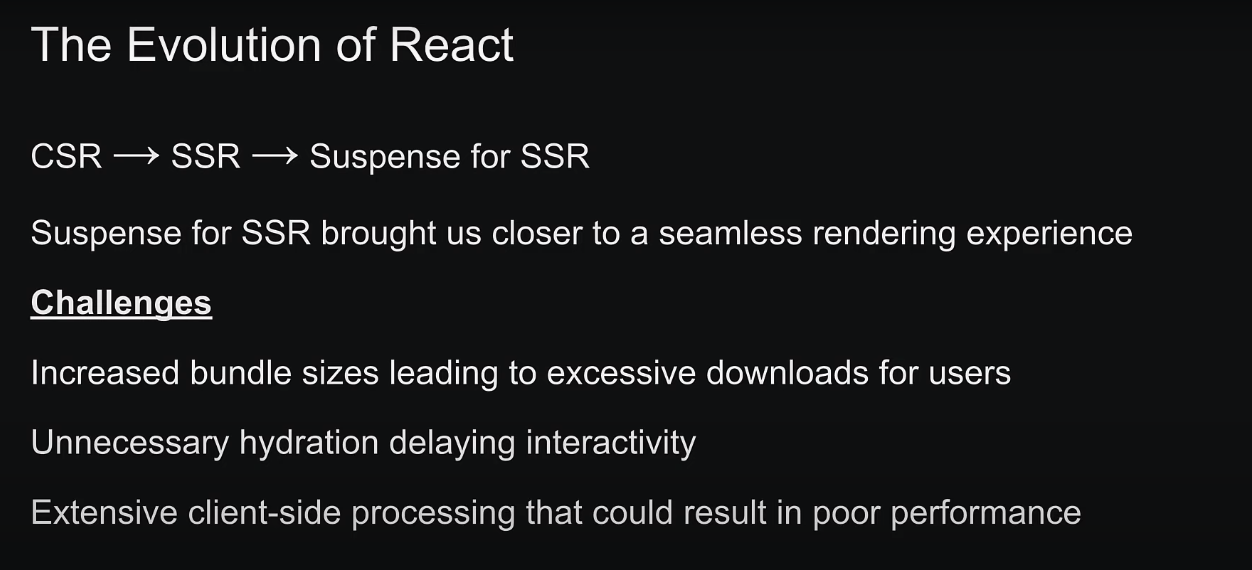 The Evolution of React
CSR ⟶ SSR ⟶ Suspense for SSR
Suspense for SSR brought us closer to a seamless rendering experience
Challenges
Increased bundle sizes leading to excessive downloads for users
Unnecessary hydration delaying interactivity
Extensive client-side processing that could result in poor performance